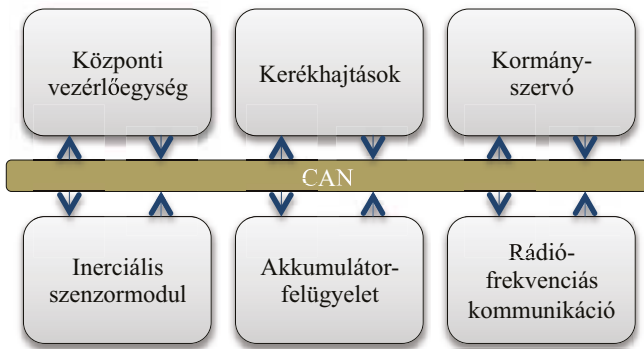 Központi
vezérlőegység
Kerékhajtások
Kormány-
szervó
CAN
Inerciális
szenzormodul
Akkumulátor-
felügyelet
Rádió-
frekvenciás
kommunikáció